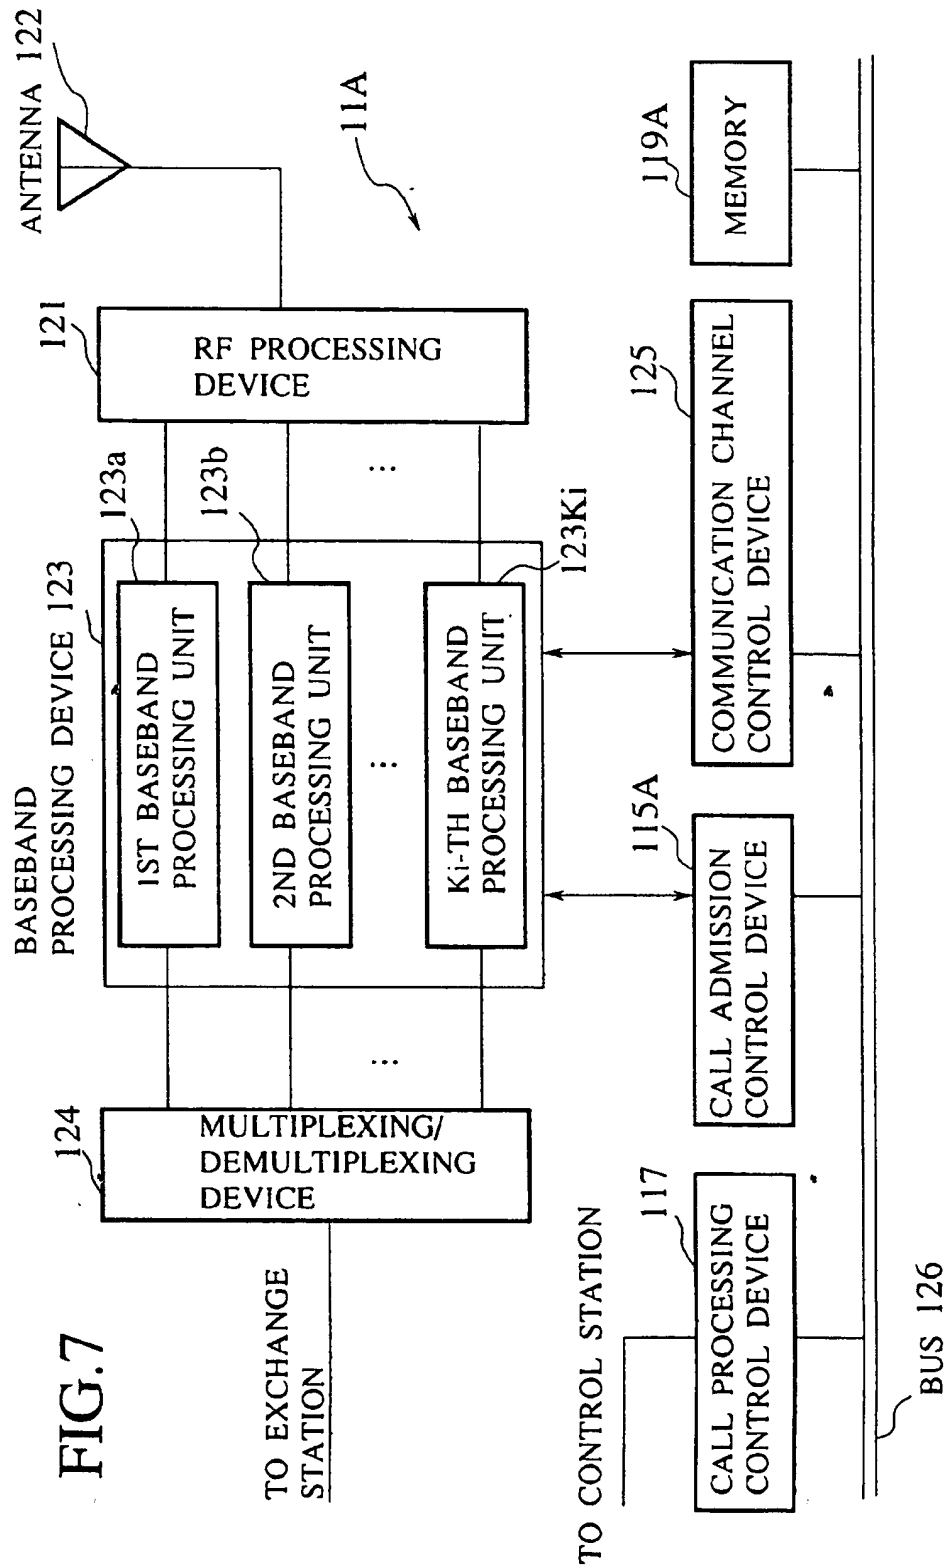 FIG.7
BASEBAND
PROCESSING DEVICE 123
ANTENNA 122
121
RF PROCESSING
DEVICE
11A
123a
123b
123Ki
1ST BASEBAND
PROCESSING UNIT
2ND BASEBAND
PROCESSING UNIT
...
Ki-TH BASEBAND
PROCESSING UNIT
...
...
124
MULTIPLEXING/
DEMULTIPLEXING
DEVICE
TO EXCHANGE
STATION
TO CONTROL STATION
117
CALL PROCESSING
CONTROL DEVICE
115A
CALL ADMISSION
CONTROL DEVICE
125
COMMUNICATION CHANNEL
CONTROL DEVICE
119A
MEMORY
BUS 126